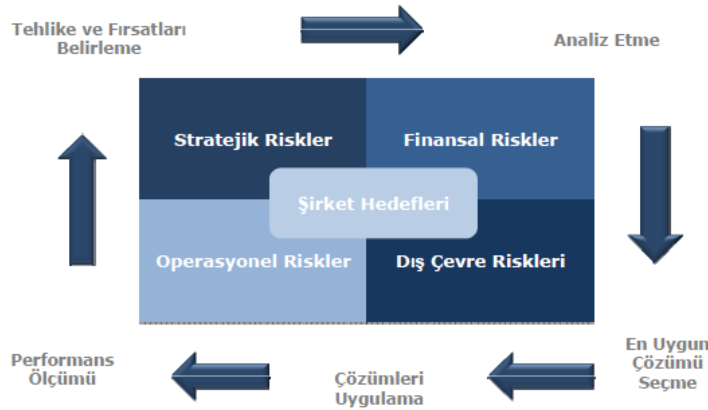 Tehlike ve Fırsatları
Belirleme
Analiz Etme
Stratejik Riskler
Finansal Riskler
Şirket Hedefleri
Operasyonel Riskler
Dış Çevre Riskleri
Performans
Ölçümü
Çözümleri
Uygulama
En Uygun
Çözümü
Seçme